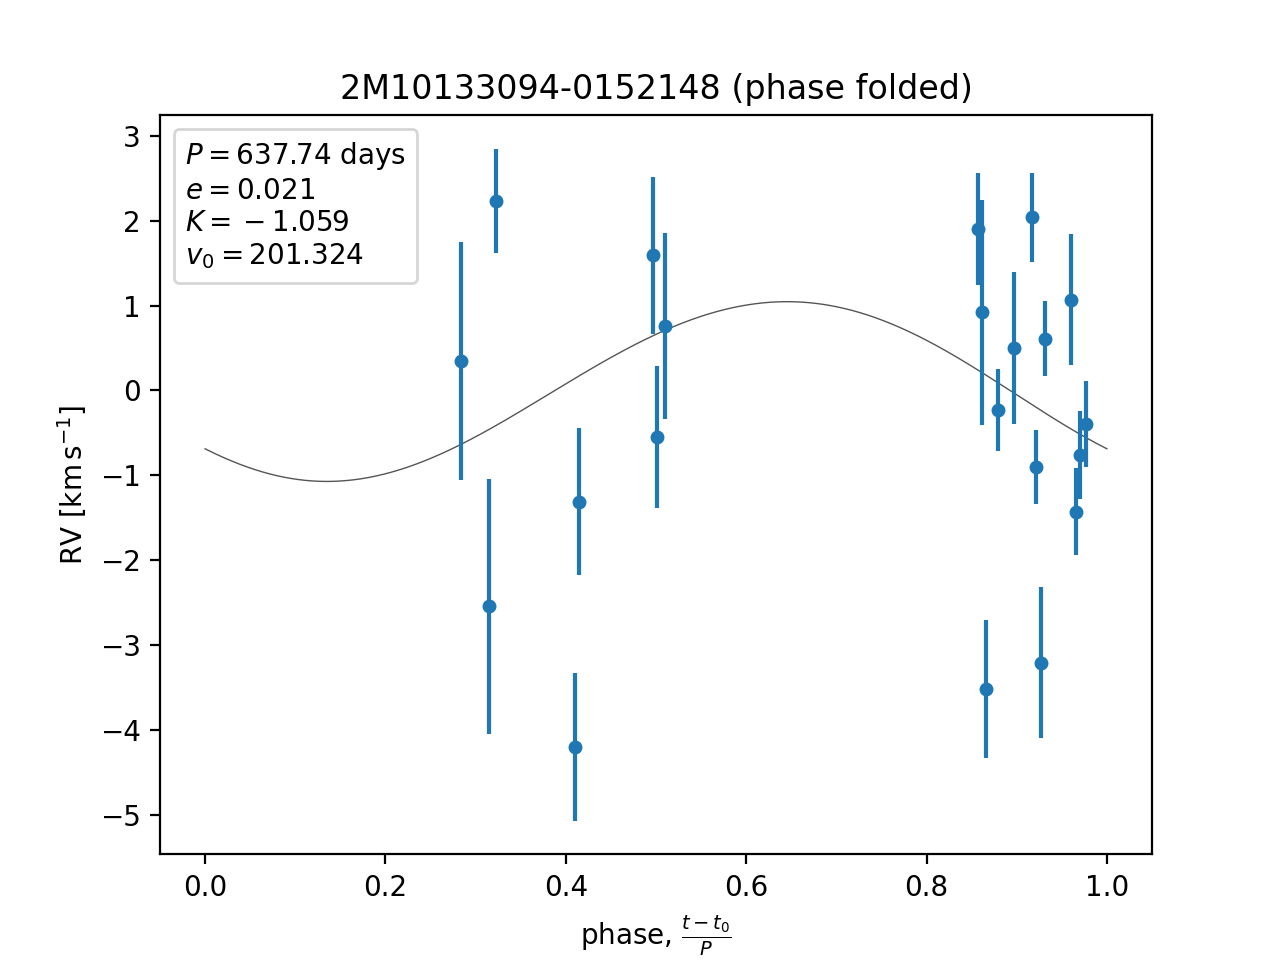 2M10133094-0152148 (phase folded)
P = 637.74 days
e = 0.021
K = −1.059
v₀ = 201.324
3
2
1
0
−1
−2
−3
−4
−5
RV [km s⁻¹]
0.0 0.2 0.4 0.6 0.8 1.0
phase, (t − t₀)/P